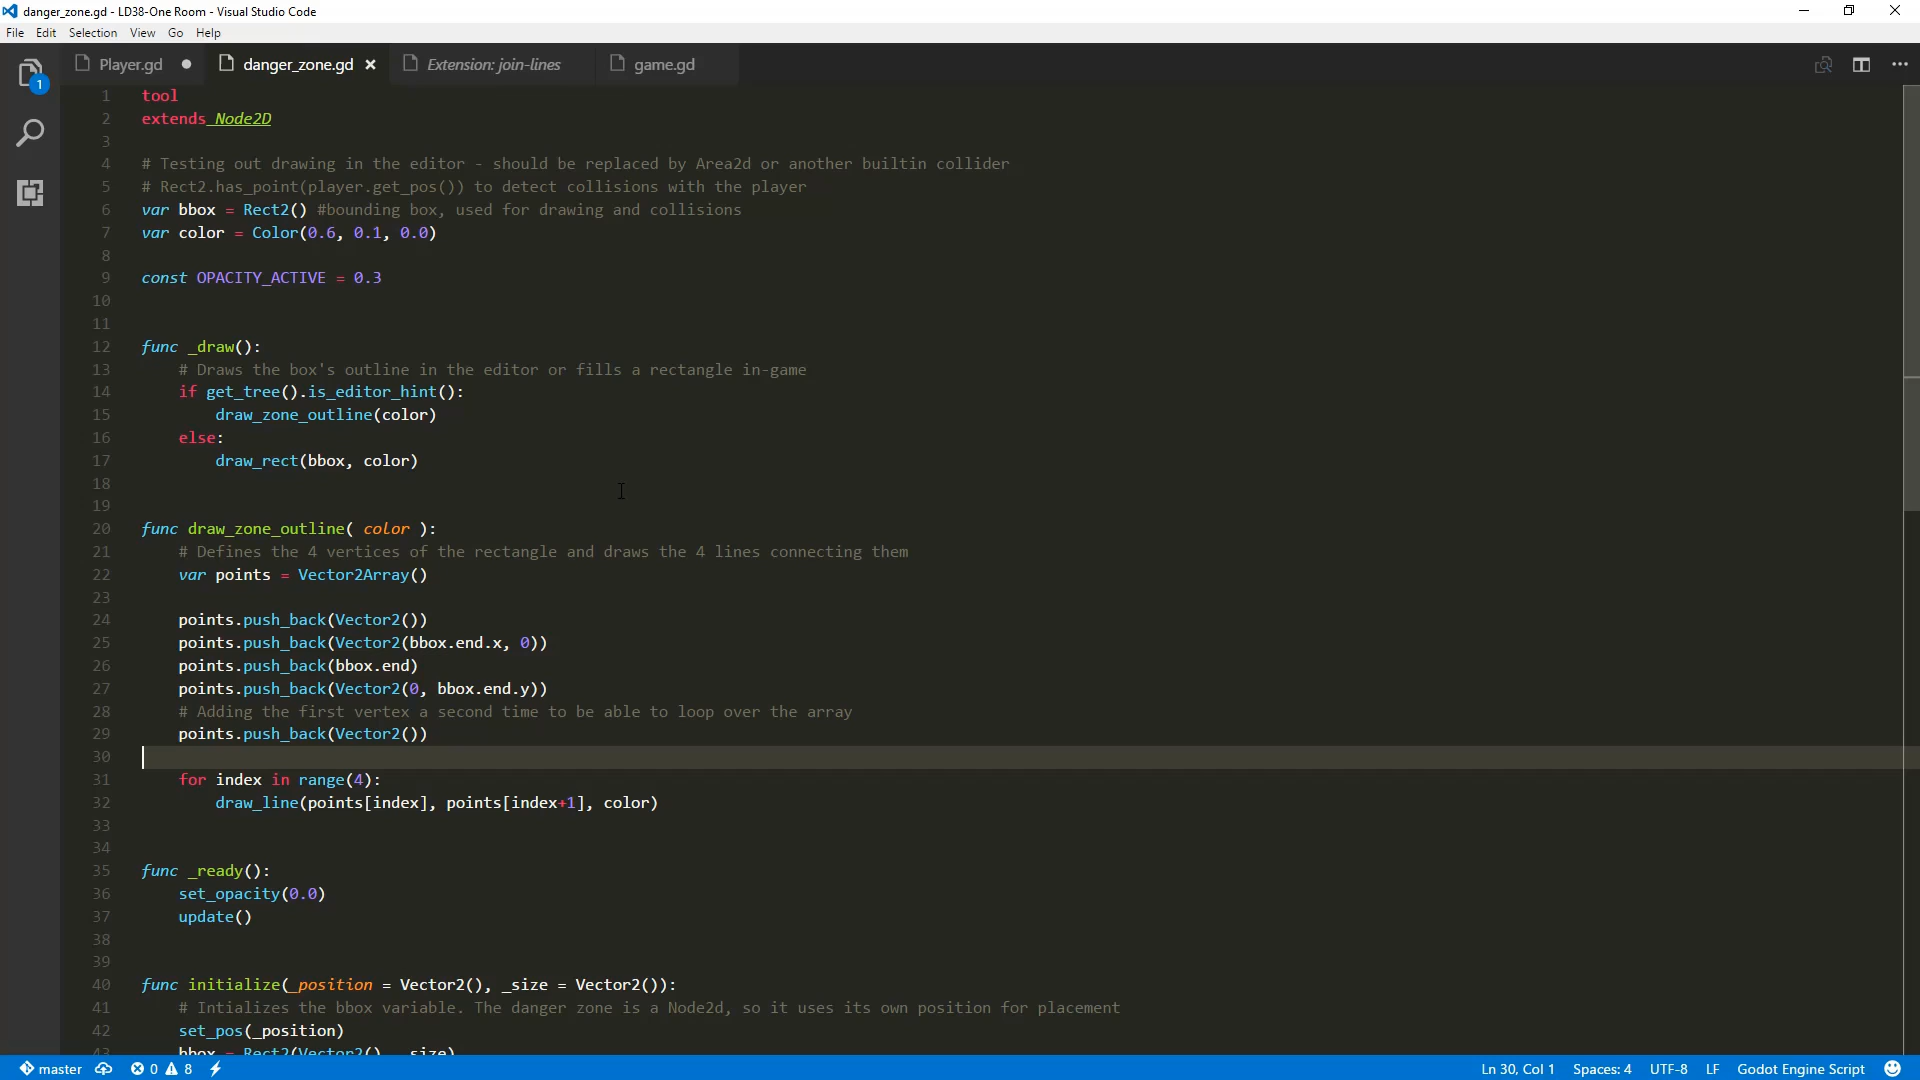 danger_zone.gd - LD38-One Room - Visual Studio Code
File Edit Selection View Go Help
Player.gd danger_zone.gd Extension: join-lines game.gd
1
1 tool
2 extends Node2D
3
4 # Testing out drawing in the editor - should be replaced by Area2d or another builtin collider
5 # Rect2.has_point(player.get_pos()) to detect collisions with the player
6 var bbox = Rect2() #bounding box, used for drawing and collisions
7 var color = Color(0.6, 0.1, 0.0)
8
9 const OPACITY_ACTIVE = 0.3
10
11
12 func _draw():
13 # Draws the box's outline in the editor or fills a rectangle in-game
14 if get_tree().is_editor_hint():
15 draw_zone_outline(color)
16 else:
17 draw_rect(bbox, color)
18
19
20 func draw_zone_outline( color ):
21 # Defines the 4 vertices of the rectangle and draws the 4 lines connecting them
22 var points = Vector2Array()
23
24 points.push_back(Vector2())
25 points.push_back(Vector2(bbox.end.x, 0))
26 points.push_back(bbox.end)
27 points.push_back(Vector2(0, bbox.end.y))
28 # Adding the first vertex a second time to be able to loop over the array
29 points.push_back(Vector2())
30
31 for index in range(4):
32 draw_line(points[index], points[index+1], color)
33
34
35 func _ready():
36 set_opacity(0.0)
37 update()
38
39
40 func initialize(_position = Vector2(), _size = Vector2()):
41 # Intializes the bbox variable. The danger zone is a Node2d, so it uses its own position for placement
42 set_pos(_position)
43 bbox = Rect2(Vector2(), _size)
master 0 8 Ln 30, Col 1 Spaces: 4 UTF-8 LF Godot Engine Script